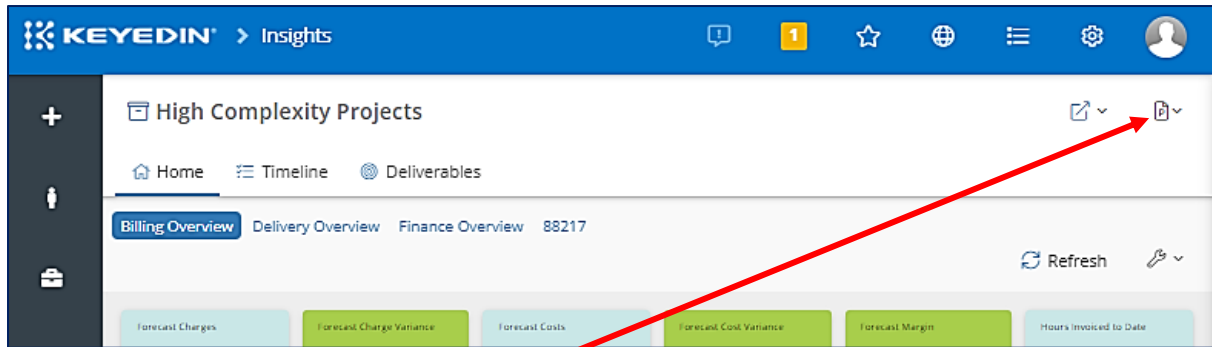 KEYEDIN > Insights
1
High Complexity Projects
Home Timeline Deliverables
Billing Overview Delivery Overview Finance Overview 88217
Refresh
Forecast Charges Forecast Charge Variance Forecast Costs Forecast Cost Variance Forecast Margin Hours Invoiced to Date